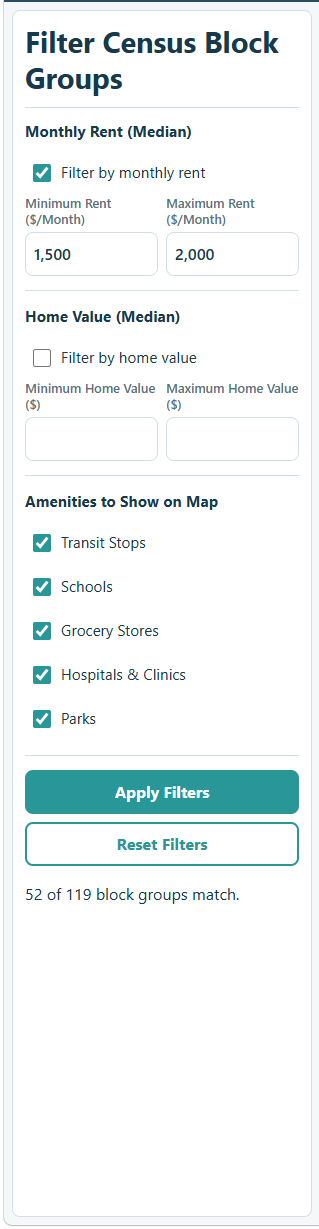 Filter Census Block
Groups
Monthly Rent (Median)
Filter by monthly rent
Minimum Rent
($/Month)
Maximum Rent
($/Month)
1,500
2,000
Home Value (Median)
Filter by home value
Minimum Home Value
($)
Maximum Home Value
($)
Amenities to Show on Map
Transit Stops
Schools
Grocery Stores
Hospitals & Clinics
Parks
Apply Filters
Reset Filters
52 of 119 block groups match.